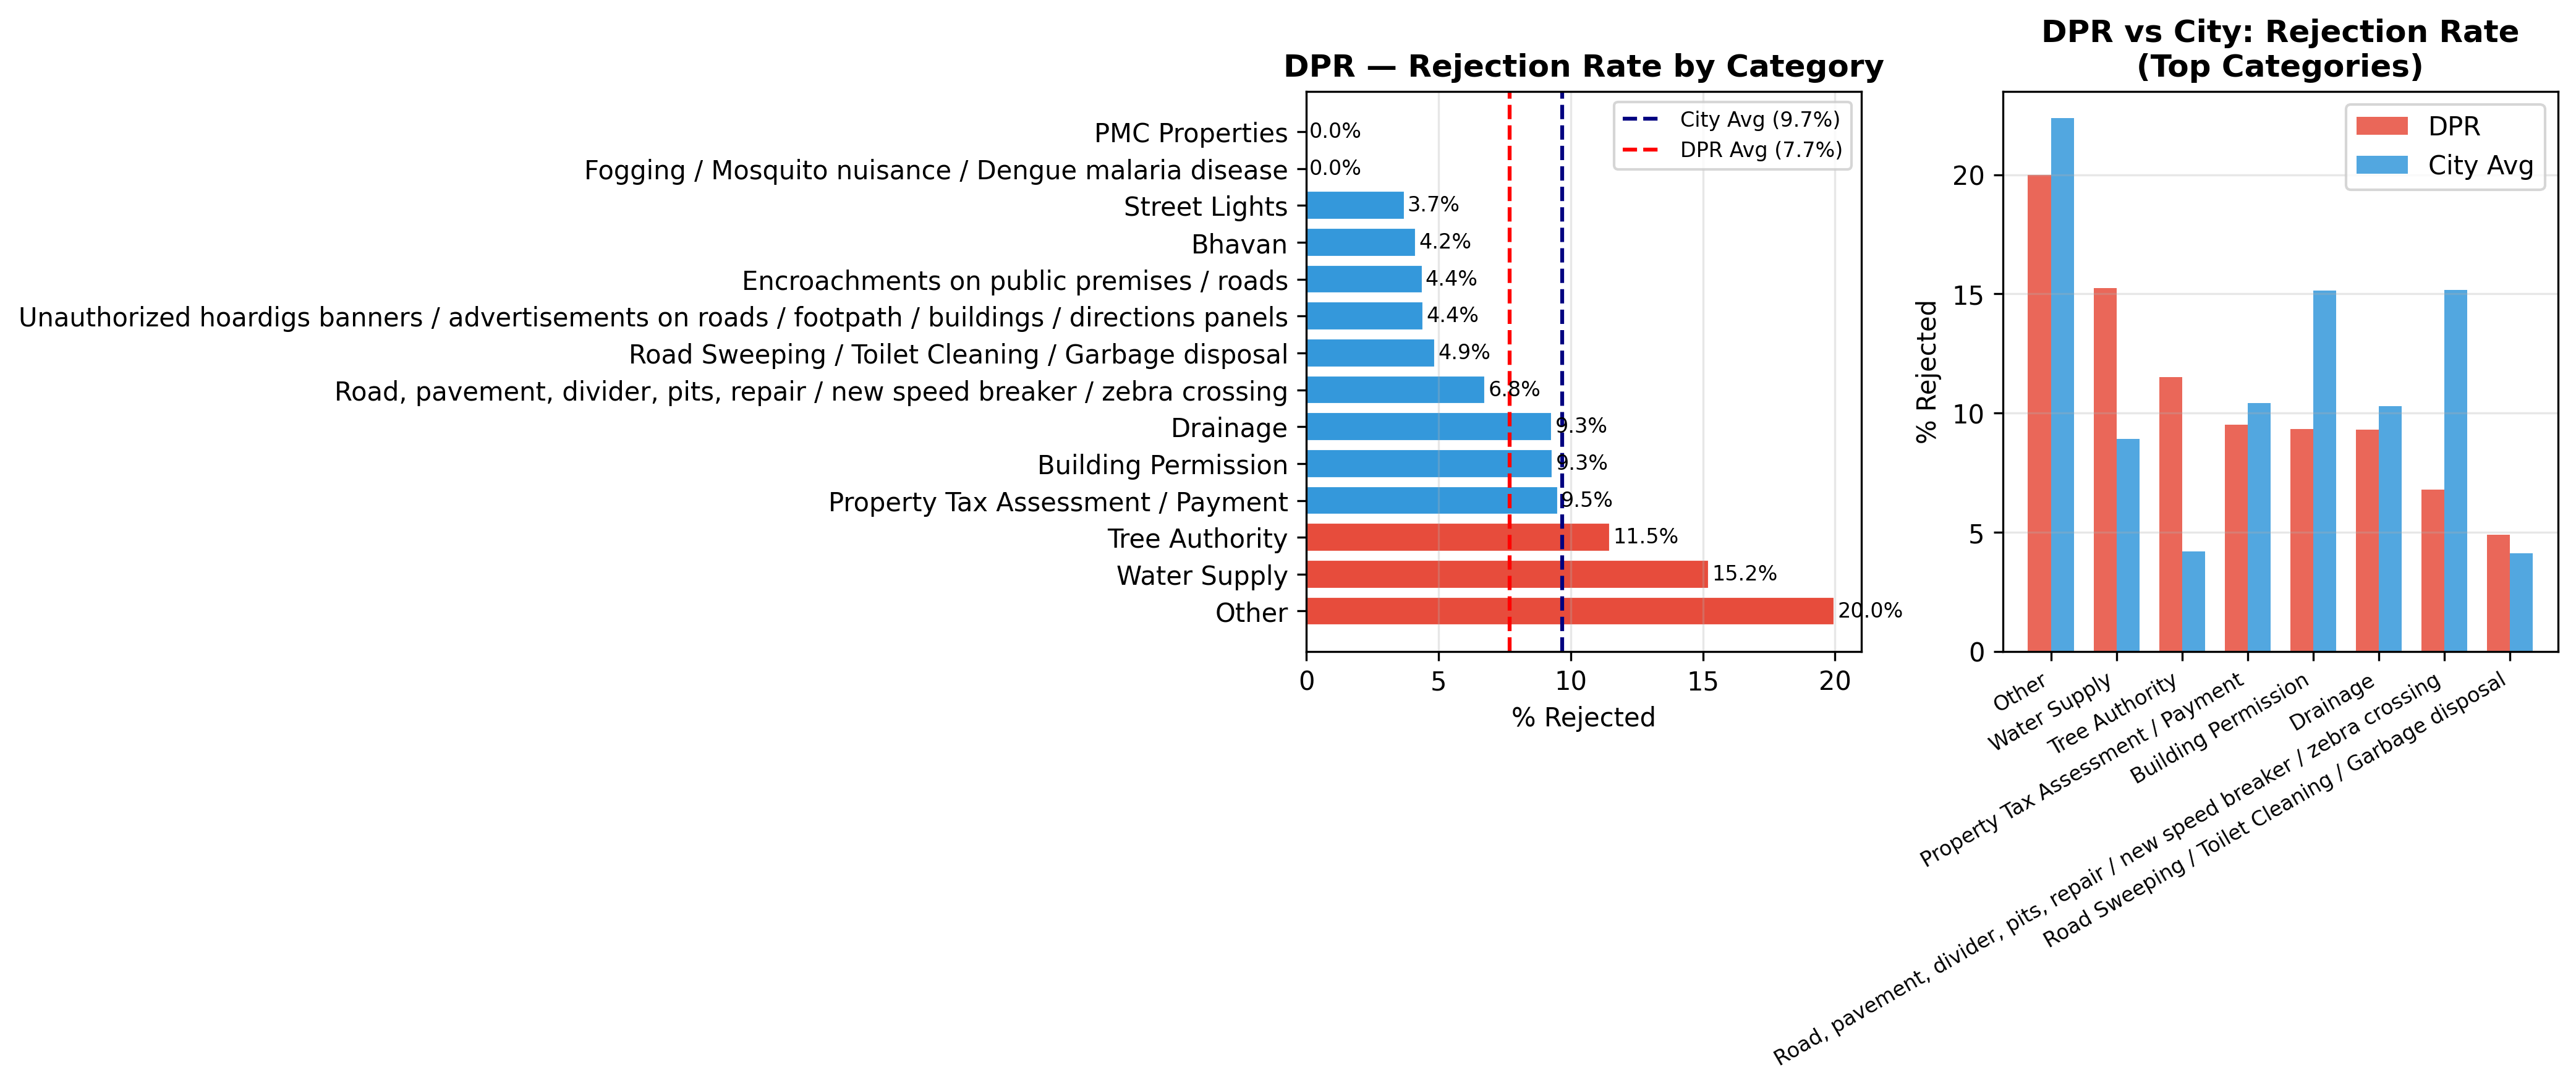 DPR — Rejection Rate by Category
City Avg (9.7%)
DPR Avg (7.7%)
PMC Properties 0.0%
Fogging / Mosquito nuisance / Dengue malaria disease 0.0%
Street Lights 3.7%
Bhavan 4.2%
Encroachments on public premises / roads 4.4%
Unauthorized hoardigs banners / advertisements on roads / footpath / buildings / directions panels 4.4%
Road Sweeping / Toilet Cleaning / Garbage disposal 4.9%
Road, pavement, divider, pits, repair / new speed breaker / zebra crossing 6.8%
Drainage 9.3%
Building Permission 9.3%
Property Tax Assessment / Payment 9.5%
Tree Authority 11.5%
Water Supply 15.2%
Other 20.0%
0 5 10 15 20
% Rejected
DPR vs City: Rejection Rate
(Top Categories)
DPR
City Avg
% Rejected
20
15
10
5
0
Other
Water Supply
Tree Authority
Property Tax Assessment / Payment
Building Permission
Drainage
Road, pavement, divider, pits, repair / new speed breaker / zebra crossing
Road Sweeping / Toilet Cleaning / Garbage disposal